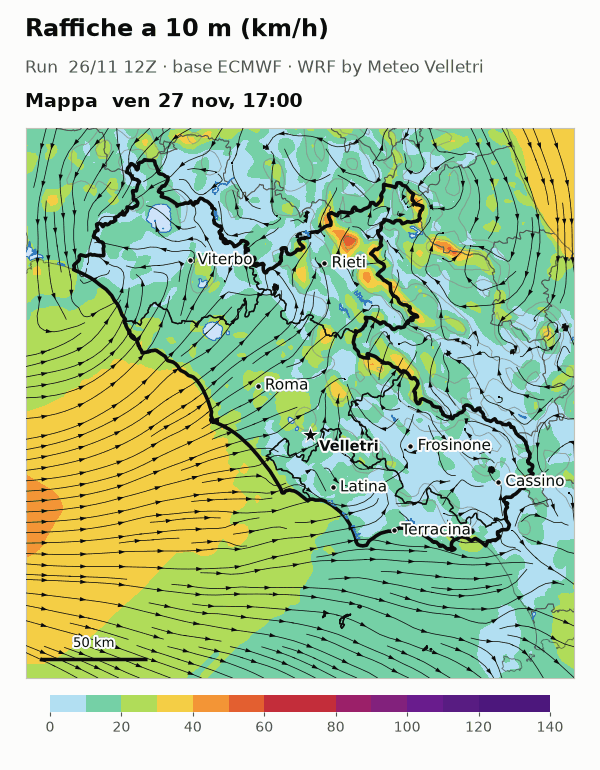 Raffiche a 10 m (km/h)
Run 26/11 12Z · base ECMWF · WRF by Meteo Velletri
Mappa ven 27 nov, 17:00
Viterbo
Rieti
Roma
Velletri
Frosinone
Cassino
Latina
Terracina
50 km
0 20 40 60 80 100 120 140